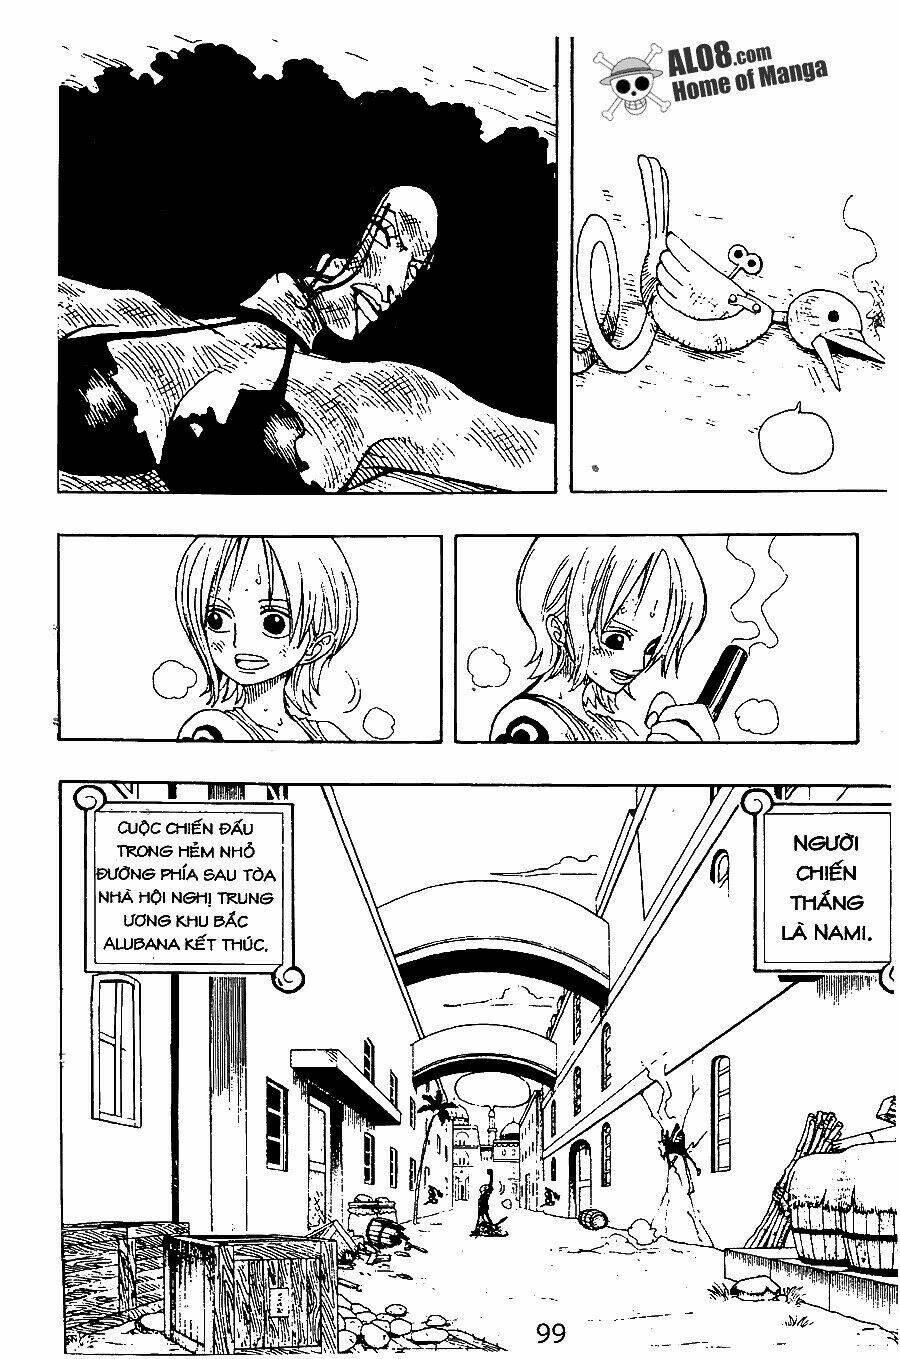 AL08.com
Home of Manga
CUỘC CHIẾN ĐẤU
TRONG HẺM NHỎ
ĐƯỜNG PHÍA SAU TÒA
NHÀ HỘI NGHỊ TRUNG
ƯƠNG KHU BẮC
ALUBANA KẾT THÚC.
NGƯỜI
CHIẾN
THẮNG
LÀ NAMI.
99